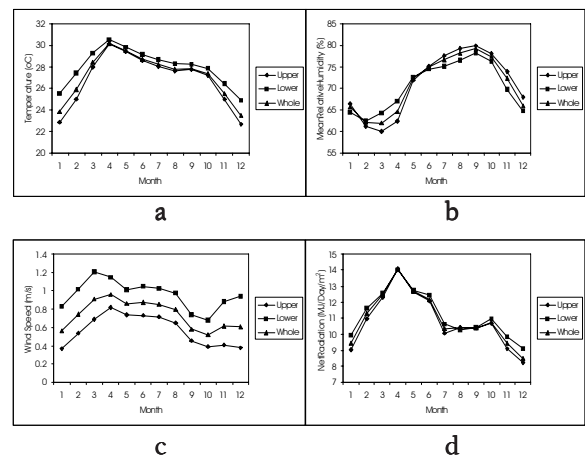 Temperature (oC)
32
30
28
26
24
22
20
1 2 3 4 5 6 7 8 9 10 11 12
Month
Upper
Lower
Whole
a
Mean Relative Humidity (%)
85
80
75
70
65
60
55
1 2 3 4 5 6 7 8 9 10 11 12
Month
Upper
Lower
Whole
b
Wind Speed (m/s)
1.4
1.2
1
0.8
0.6
0.4
0.2
0
1 2 3 4 5 6 7 8 9 10 11 12
Month
Upper
Lower
Whole
c
Net Radiation (MJ/Day/m²)
15
14
13
12
11
10
9
8
7
1 2 3 4 5 6 7 8 9 10 11 12
Month
Upper
Lower
Whole
d